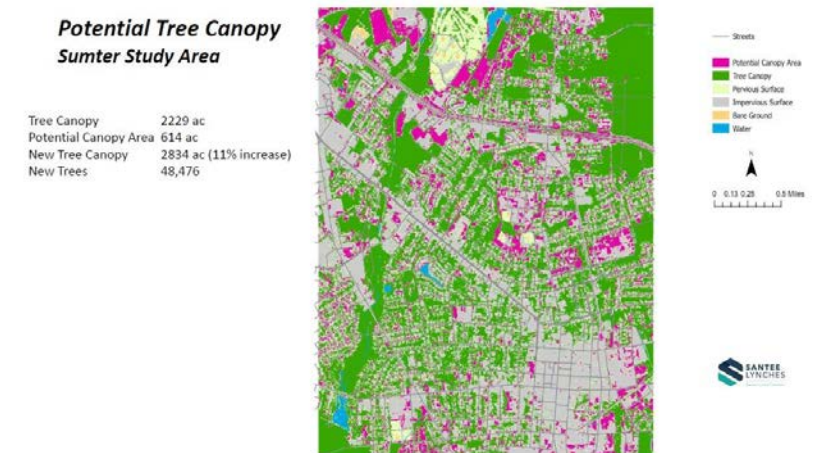 Potential Tree Canopy
Sumter Study Area
Tree Canopy 2229 ac
Potential Canopy Area 614 ac
New Tree Canopy 2834 ac (11% increase)
New Trees 48,476
Streets
Potential Canopy Area
Tree Canopy
Pervious Surface
Impervious Surface
Bare Ground
Water
N
0 0.13 0.25 0.5 Miles
SANTEE
LYNCHES